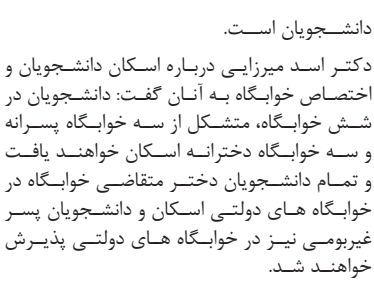 دانشجویان است.
دکتر اسد میرزایی درباره اسکان دانشجویان و
اختصاص خوابگاه به آنان گفت: دانشجویان در
شش خوابگاه، متشکل از سه خوابگاه پسرانه
و سه خوابگاه دخترانه اسکان خواهند یافت
و تمام دانشجویان دختر متقاضی خوابگاه در
خوابگاه های دولتی اسکان و دانشجویان پسر
غیربومی نیز در خوابگاه های دولتی پذیرش
خواهند شد.